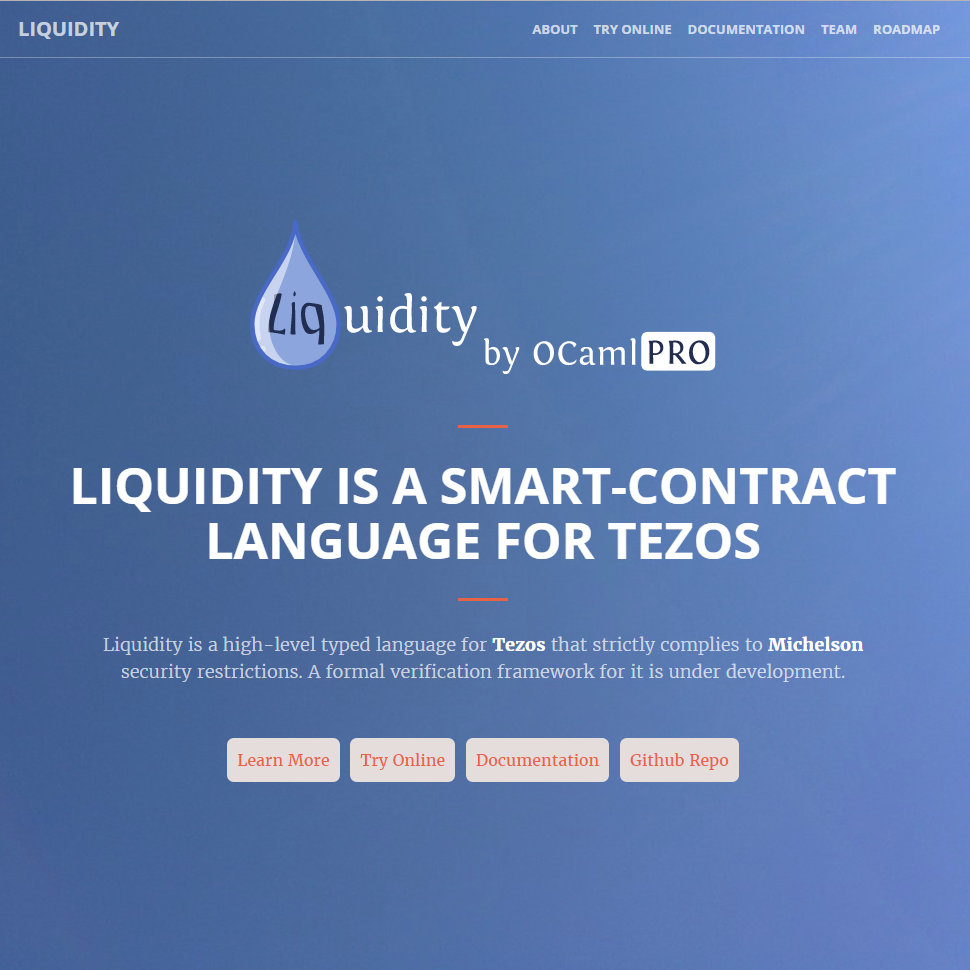 LIQUIDITY
ABOUT TRY ONLINE DOCUMENTATION TEAM ROADMAP
Liquidity
by OCamlPRO
LIQUIDITY IS A SMART-CONTRACT
LANGUAGE FOR TEZOS
Liquidity is a high-level typed language for Tezos that strictly complies to Michelson
security restrictions. A formal verification framework for it is under development.
Learn More Try Online Documentation Github Repo